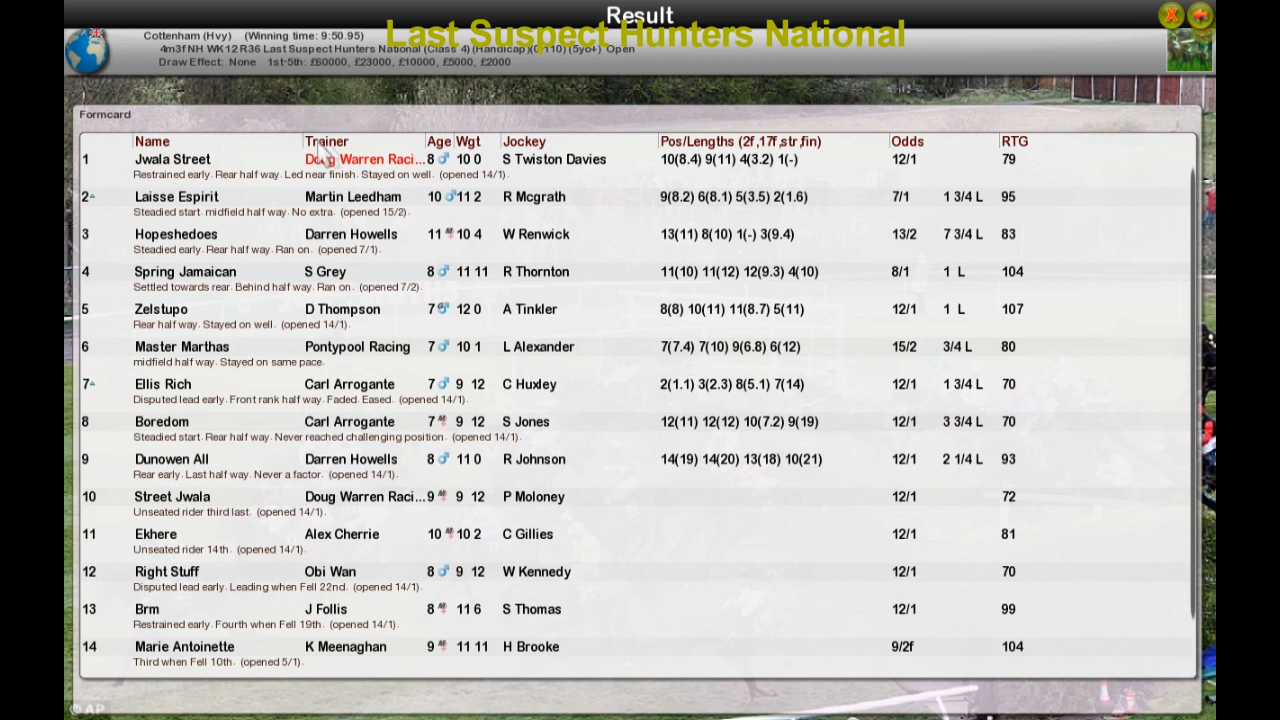 Result
Last Suspect Hunters National
Cottenham (Hvy) (Winning time: 9:50.95)
4m3f NH WK12 R36 Last Suspect Hunters National (Class 4) (Handicap)(0-110) (5yo+) Open
Draw Effect: None 1st-5th: £60000, £23000, £10000, £5000, £2000
Formcard
Name Trainer Age Wgt Jockey Pos/Lengths (2f,17f,str,fin) Odds RTG
1 Jwala Street Doug Warren Raci... 8 10 0 S Twiston Davies 10(8.4) 9(11) 4(3.2) 1(-) 12/1 79
Restrained early. Rear half way. Led near finish. Stayed on well. (opened 14/1).
2 Laisse Espirit Martin Leedham 10 11 2 R Mcgrath 9(8.2) 6(8.1) 5(3.5) 2(1.6) 7/1 1 3/4 L 95
Steadied start. midfield half way. No extra. (opened 15/2).
3 Hopeshedoes Darren Howells 11 10 4 W Renwick 13(11) 8(10) 1(-) 3(9.4) 13/2 7 3/4 L 83
Steadied early. Rear half way. Ran on. (opened 7/1).
4 Spring Jamaican S Grey 8 11 11 R Thornton 11(10) 11(12) 12(9.3) 4(10) 8/1 1 L 104
Settled towards rear. Behind half way. Ran on. (opened 7/2).
5 Zelstupo D Thompson 7 12 0 A Tinkler 8(8) 10(11) 11(8.7) 5(11) 12/1 1 L 107
Rear half way. Stayed on well. (opened 14/1).
6 Master Marthas Pontypool Racing 7 10 1 L Alexander 7(7.4) 7(10) 9(6.8) 6(12) 15/2 3/4 L 80
midfield half way. Stayed on same pace.
7 Ellis Rich Carl Arrogante 7 9 12 C Huxley 2(1.1) 3(2.3) 8(5.1) 7(14) 12/1 1 3/4 L 70
Disputed lead early. Front rank half way. Faded. Eased. (opened 14/1).
8 Boredom Carl Arrogante 7 9 12 S Jones 12(11) 12(12) 10(7.2) 9(19) 12/1 3 3/4 L 70
Steadied start. Rear half way. Never reached challenging position. (opened 14/1).
9 Dunowen All Darren Howells 8 11 0 R Johnson 14(19) 14(20) 13(18) 10(21) 12/1 2 1/4 L 93
Rear early. Last half way. Never a factor. (opened 14/1).
10 Street Jwala Doug Warren Raci... 9 9 12 P Moloney 12/1 72
Unseated rider third last. (opened 14/1).
11 Ekhere Alex Cherrie 10 10 2 C Gillies 12/1 81
Unseated rider 14th. (opened 14/1).
12 Right Stuff Obi Wan 8 9 12 W Kennedy 12/1 70
Disputed lead early. Leading when Fell 22nd. (opened 14/1).
13 Brm J Follis 8 11 6 S Thomas 12/1 99
Restrained early. Fourth when Fell 19th. (opened 14/1).
14 Marie Antoinette K Meenaghan 9 11 11 H Brooke 9/2f 104
Third when Fell 10th. (opened 5/1).
© AP